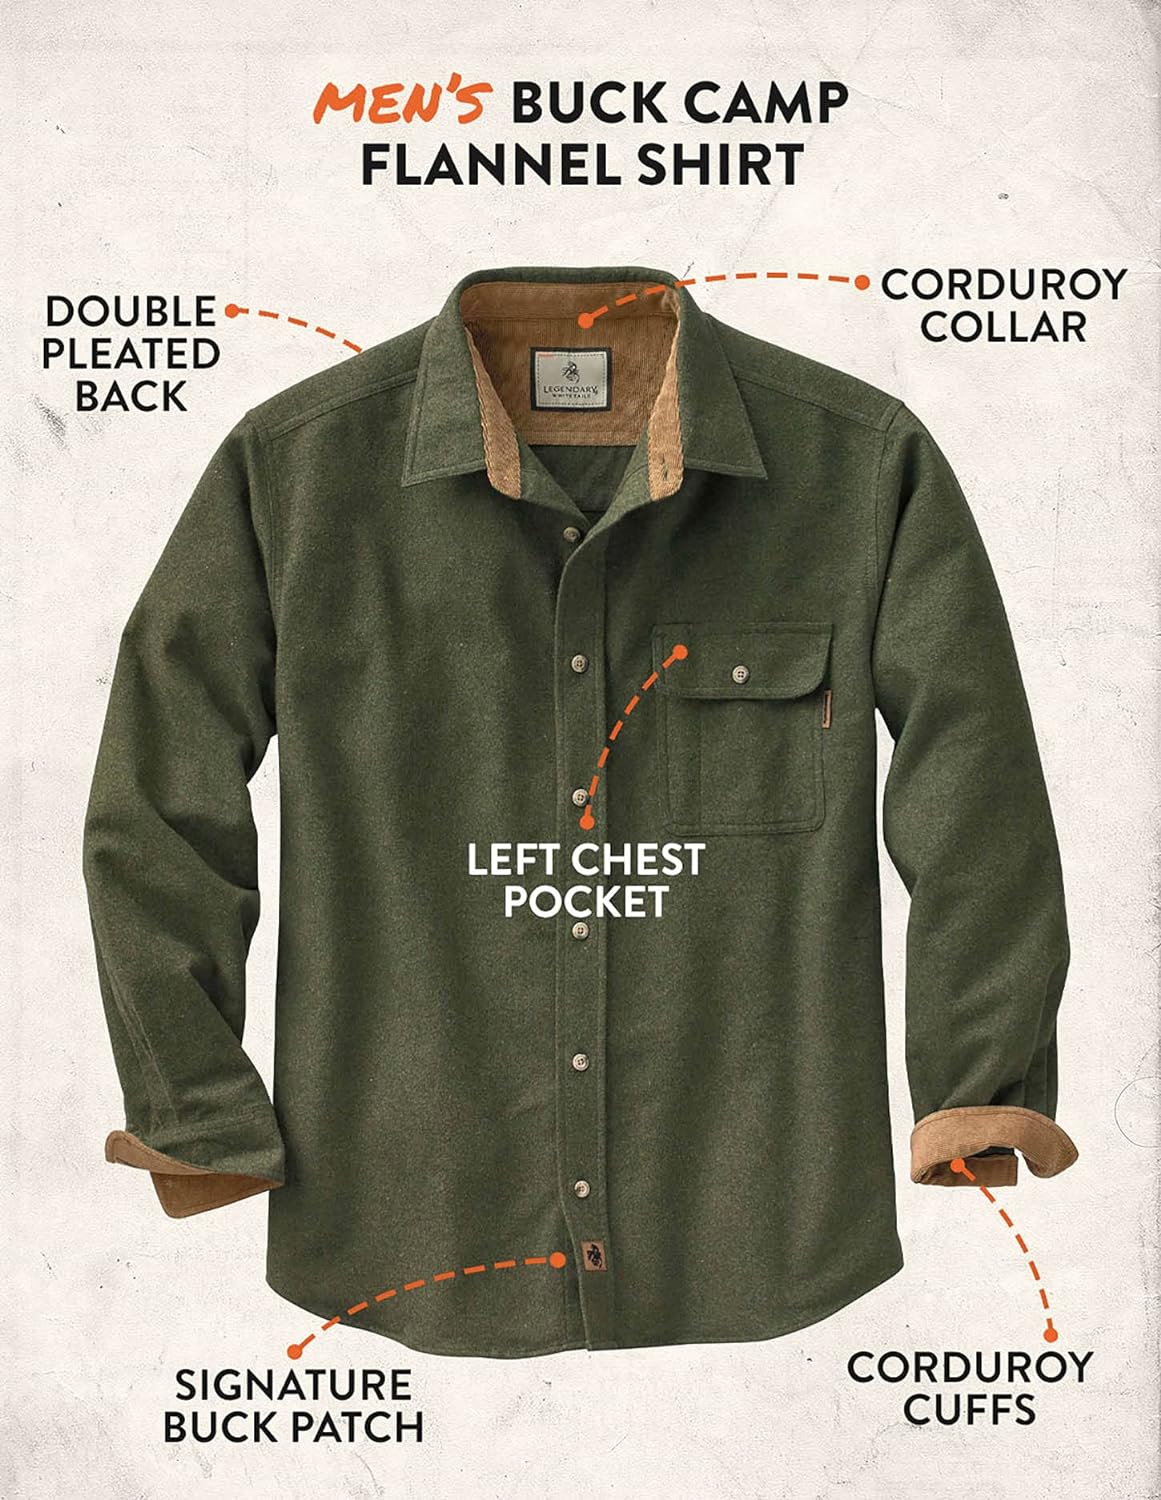 MEN'S BUCK CAMP
FLANNEL SHIRT
DOUBLE
PLEATED
BACK
CORDUROY
COLLAR
LEGENDARY
WHITETAILS
LEFT CHEST
POCKET
SIGNATURE
BUCK PATCH
CORDUROY
CUFFS